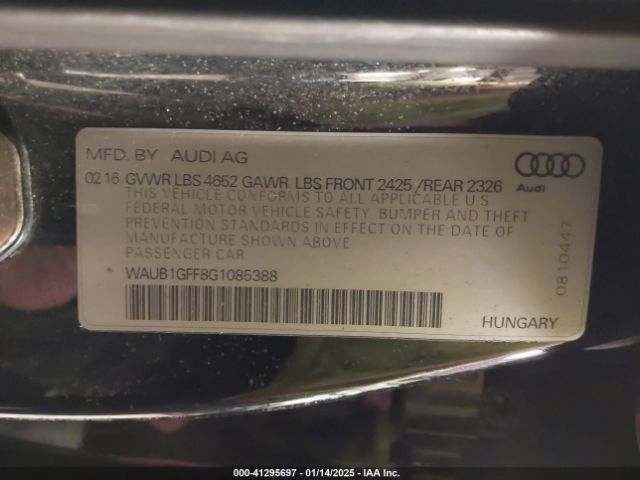 MFD. BY AUDI AG
02 16 GVWR LBS 4652 GAWR LBS FRONT 2425 /REAR 2326
THIS VEHICLE CONFORMS TO ALL APPLICABLE U S
FEDERAL MOTOR VEHICLE SAFETY, BUMPER AND THEFT
PREVENTION STANDARDS IN EFFECT ON THE DATE OF
MANUFACTURE SHOWN ABOVE
PASSENGER CAR
WAUB1GFF8G1085388
HUNGARY
Audi
0810447
000-41295697 - 01/14/2025 - IAA Inc.